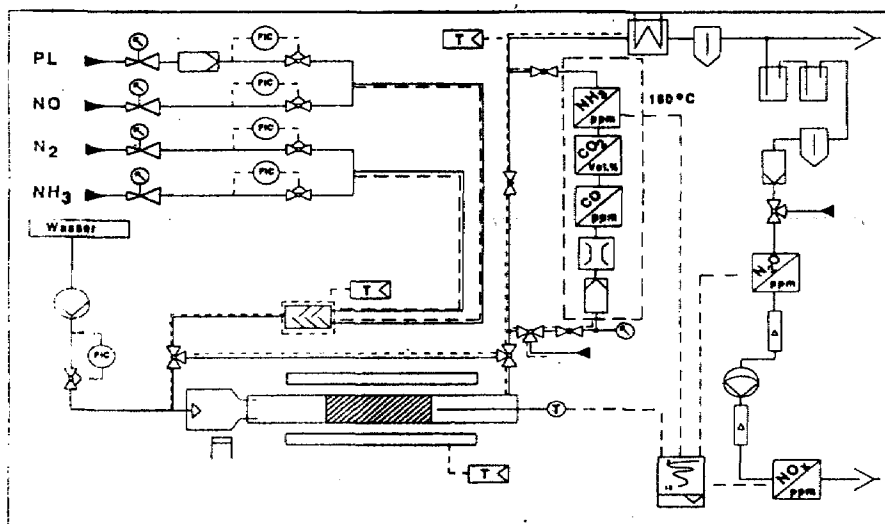 PL
FIC
NO
FIC
N2
FIC
NH3
FIC
Wasser
FIC
T
T
T
T
NH3
ppm
180°C
CO2
Vol.%
CO
ppm
N2O
ppm
NOx
ppm